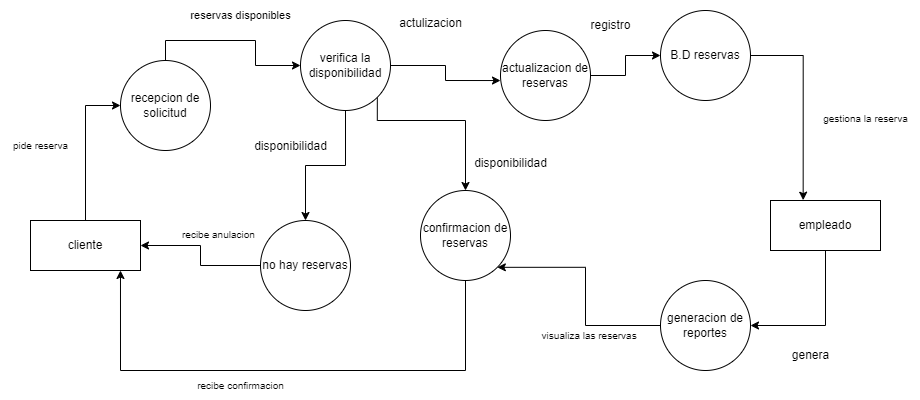 reservas disponibles
actulizacion
registro
verifica la
disponibilidad
B.D reservas
actualizacion de
reservas
recepcion de
solicitud
gestiona la reserva
pide reserva
disponibilidad
disponibilidad
empleado
confirmacion de
reservas
recibe anulacion
cliente
no hay reservas
generacion de
reportes
visualiza las reservas
genera
recibe confirmacion